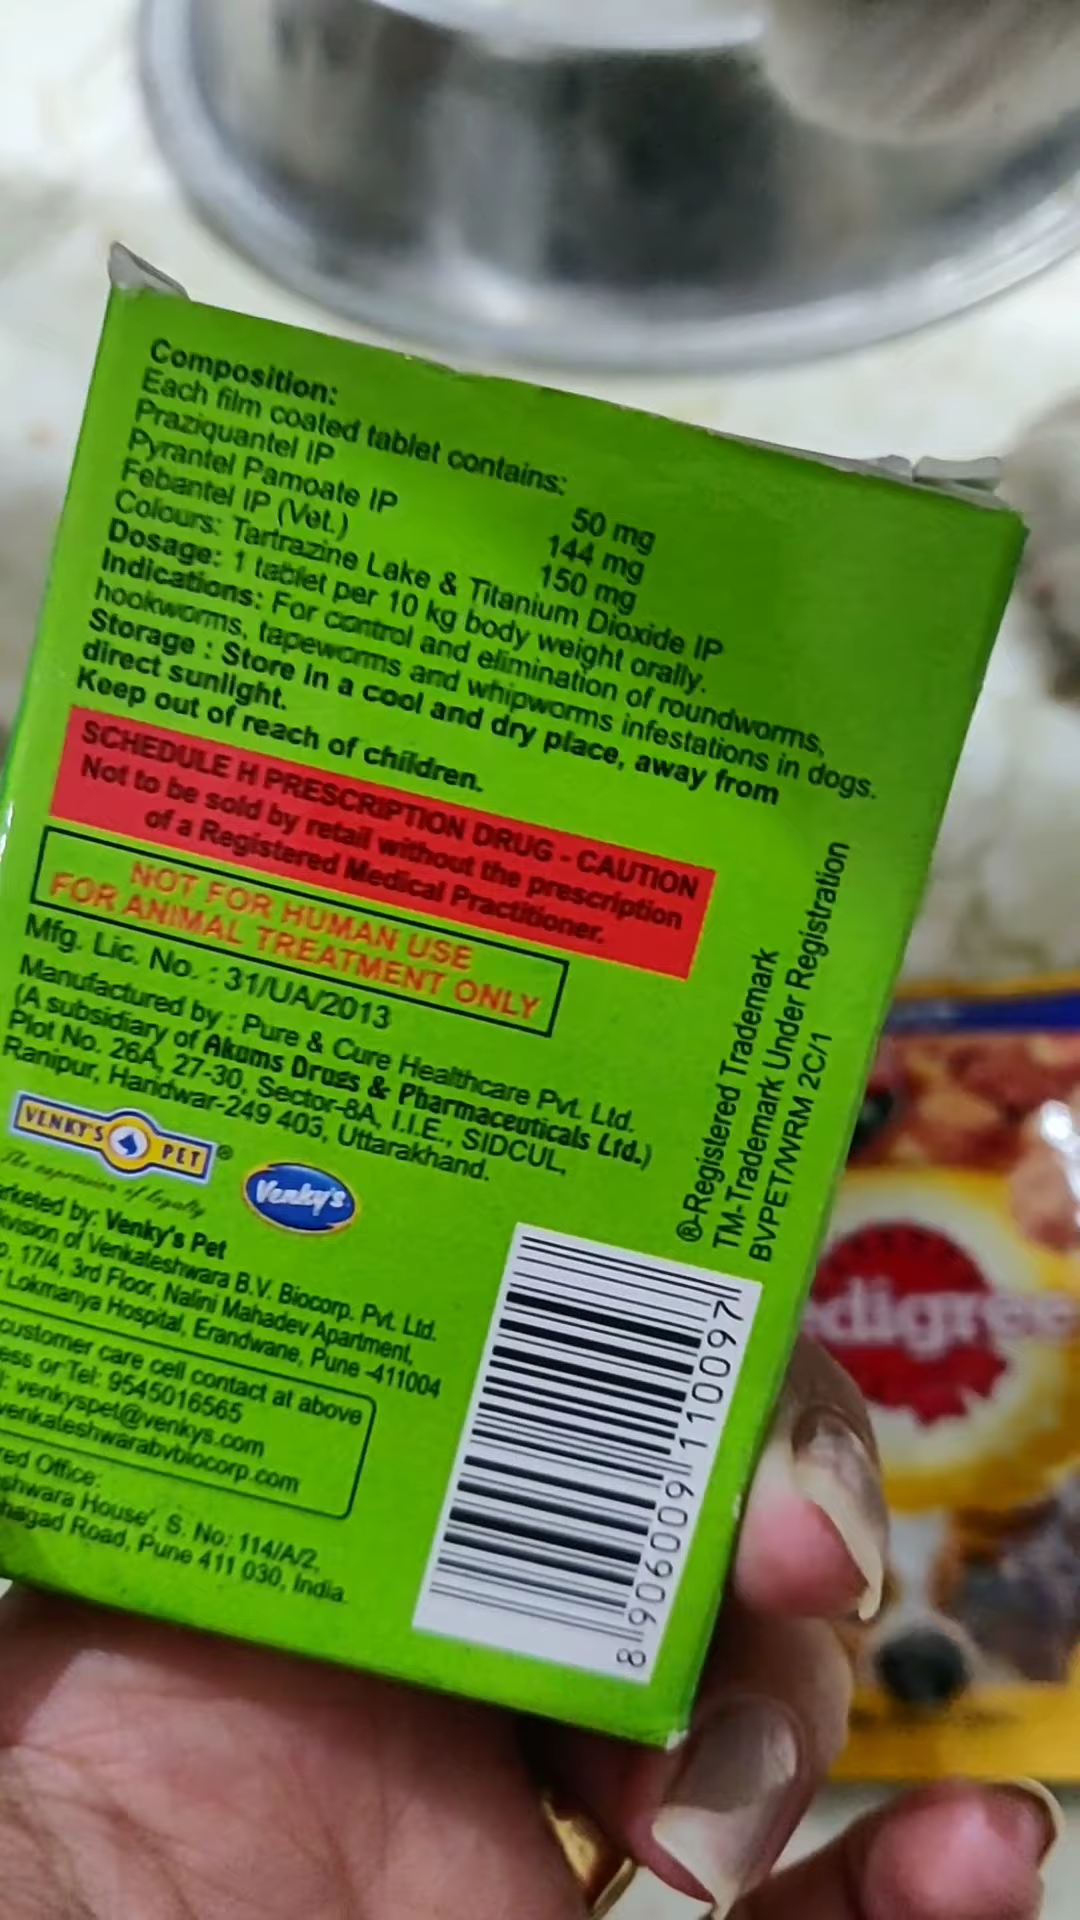 Composition:
Each film coated tablet contains:
Praziquantel IP 50 mg
Pyrantel Pamoate IP 144 mg
Febantel IP (Vet.) 150 mg
Colours: Tartrazine Lake & Titanium Dioxide IP
Dosage: 1 tablet per 10 kg body weight orally.
Indications: For control and elimination of roundworms,
hookworms, tapeworms and whipworms infestations in dogs.
Storage : Store in a cool and dry place, away from
direct sunlight.
Keep out of reach of children.
SCHEDULE H PRESCRIPTION DRUG - CAUTION
Not to be sold by retail without the prescription
of a Registered Medical Practitioner.
NOT FOR HUMAN USE
FOR ANIMAL TREATMENT ONLY
Mfg. Lic. No. : 31/UA/2013
Manufactured by : Pure & Cure Healthcare Pvt. Ltd.
(A subsidiary of Akums Drugs & Pharmaceuticals Ltd.)
Plot No. 26A, 27-30, Sector-8A, I.I.E., SIDCUL,
Ranipur, Haridwar-249 403, Uttarakhand.
VENKY'S PET ®
Venky's
The expression of loyalty
rketed by: Venky's Pet
ivision of Venkateshwara B.V. Biocorp. Pvt. Ltd.
o. 17/4, 3rd Floor, Nalini Mahadev Apartment,
Lokmanya Hospital, Erandwane, Pune -411004
customer care cell contact at above
ess or Tel: 9545016565
l: venkyspet@venkys.com
venkateshwarabvbiocorp.com
red Office:
shwara House', S. No: 114/A/2,
hagad Road, Pune 411 030, India.
®-Registered Trademark
TM-Trademark Under Registration
BVPET/WRM 2C/1
8 906009 110097
edigree